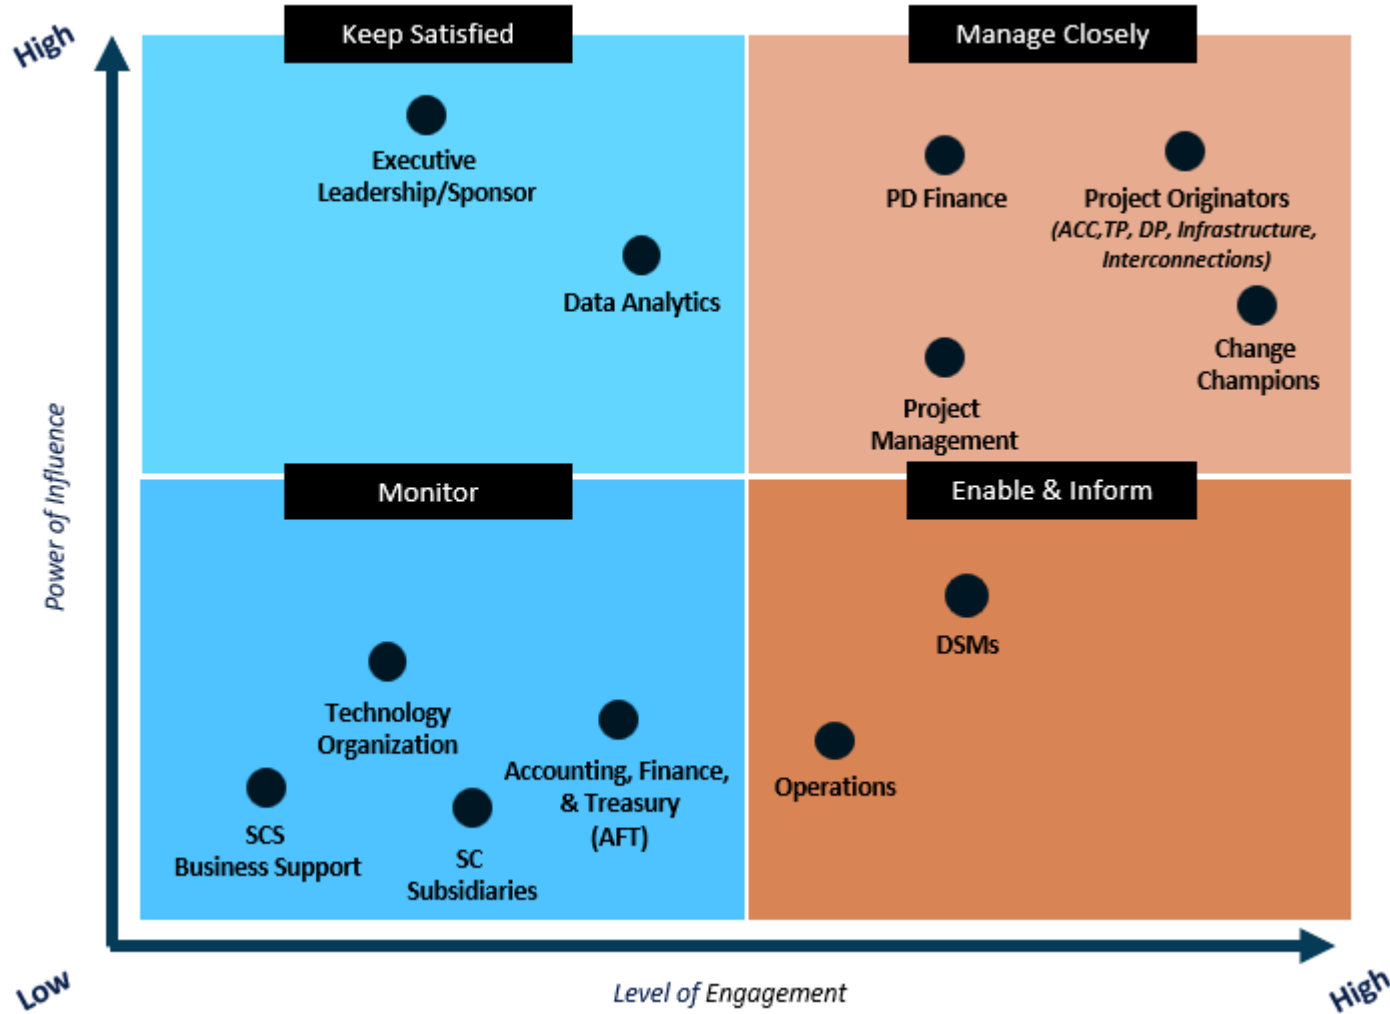 High
Keep Satisfied
Manage Closely
Executive
Leadership/Sponsor
Data Analytics
PD Finance
Project Originators
(ACC,TP, DP, Infrastructure,
Interconnections)
Change
Champions
Project
Management
Power of Influence
Monitor
Enable & Inform
Technology
Organization
Accounting, Finance,
& Treasury
(AFT)
SCS
Business Support
SC
Subsidiaries
DSMs
Operations
Low
Level of Engagement
High